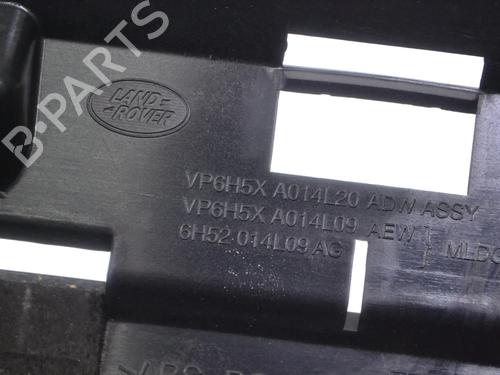 B-PARTS
LAND-
-ROVER
VP6H5X A014L20 ADW ASSY
VP6H5X A014L09 AEW
6H52-014L09 AG
MLDG